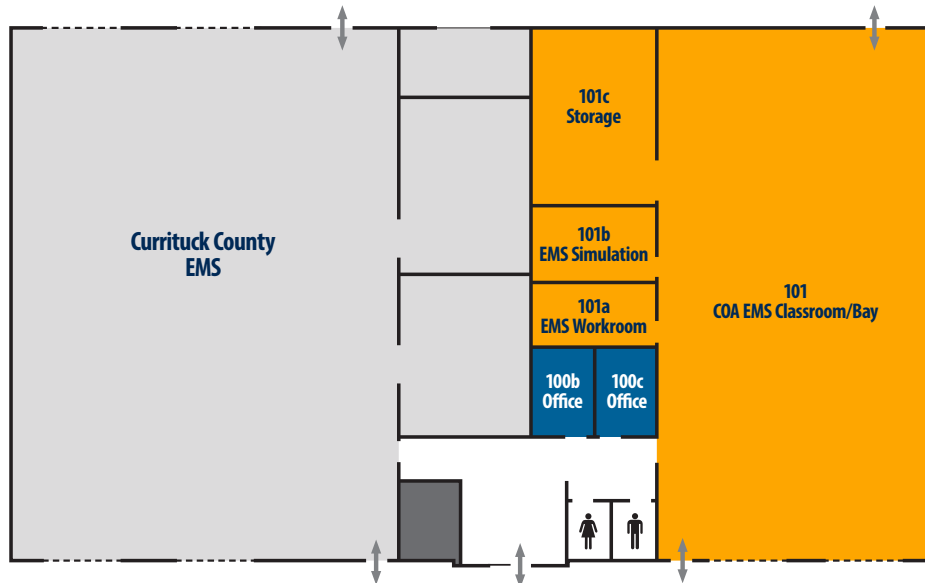 101c
Storage
Currituck County
EMS
101b
EMS Simulation
101
COA EMS Classroom/Bay
101a
EMS Workroom
100b
Office
100c
Office